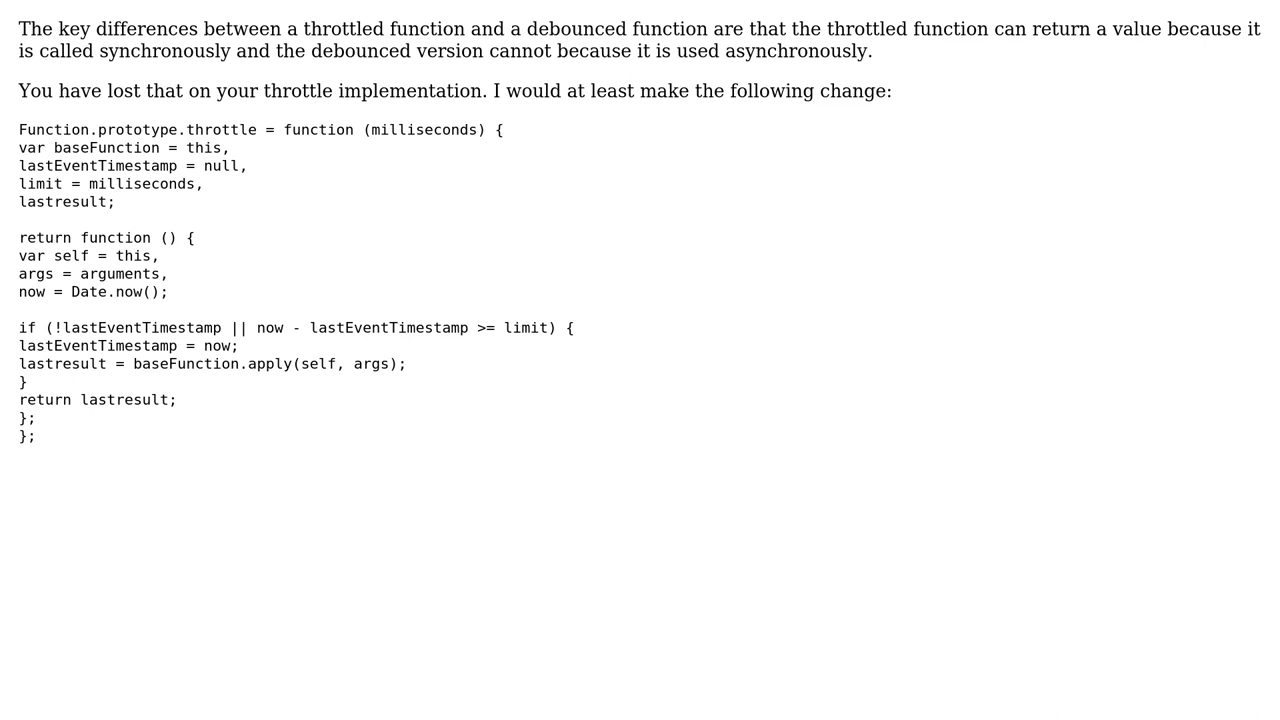 The key differences between a throttled function and a debounced function are that the throttled function can return a value because it
is called synchronously and the debounced version cannot because it is used asynchronously.
You have lost that on your throttle implementation. I would at least make the following change:
Function.prototype.throttle = function (milliseconds) {
var baseFunction = this,
lastEventTimestamp = null,
limit = milliseconds,
lastresult;
return function () {
var self = this,
args = arguments,
now = Date.now();
if (!lastEventTimestamp || now - lastEventTimestamp >= limit) {
lastEventTimestamp = now;
lastresult = baseFunction.apply(self, args);
}
return lastresult;
};
};